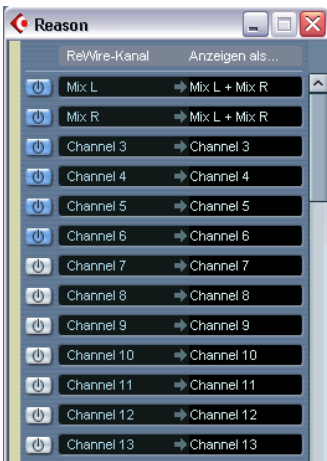 Reason
ReWire-Kanal Anzeigen als...
Mix L Mix L + Mix R
Mix R Mix L + Mix R
Channel 3 Channel 3
Channel 4 Channel 4
Channel 5 Channel 5
Channel 6 Channel 6
Channel 7 Channel 7
Channel 8 Channel 8
Channel 9 Channel 9
Channel 10 Channel 10
Channel 11 Channel 11
Channel 12 Channel 12
Channel 13 Channel 13